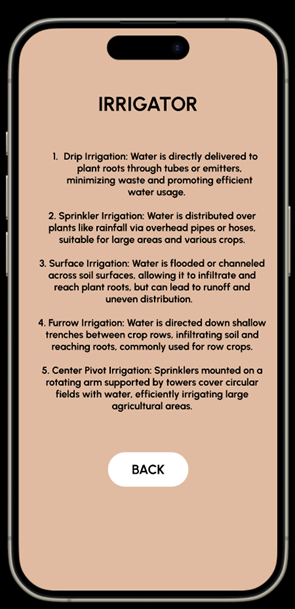 IRRIGATOR
1. Drip Irrigation: Water is directly delivered to
plant roots through tubes or emitters,
minimizing waste and promoting efficient
water usage.
2. Sprinkler Irrigation: Water is distributed over
plants like rainfall via overhead pipes or hoses,
suitable for large areas and various crops.
3. Surface Irrigation: Water is flooded or channeled
across soil surfaces, allowing it to infiltrate and
reach plant roots, but can lead to runoff and
uneven distribution.
4. Furrow Irrigation: Water is directed down shallow
trenches between crop rows, infiltrating soil and
reaching roots, commonly used for row crops.
5. Center Pivot Irrigation: Sprinklers mounted on a
rotating arm supported by towers cover circular
fields with water, efficiently irrigating large
agricultural areas.
BACK